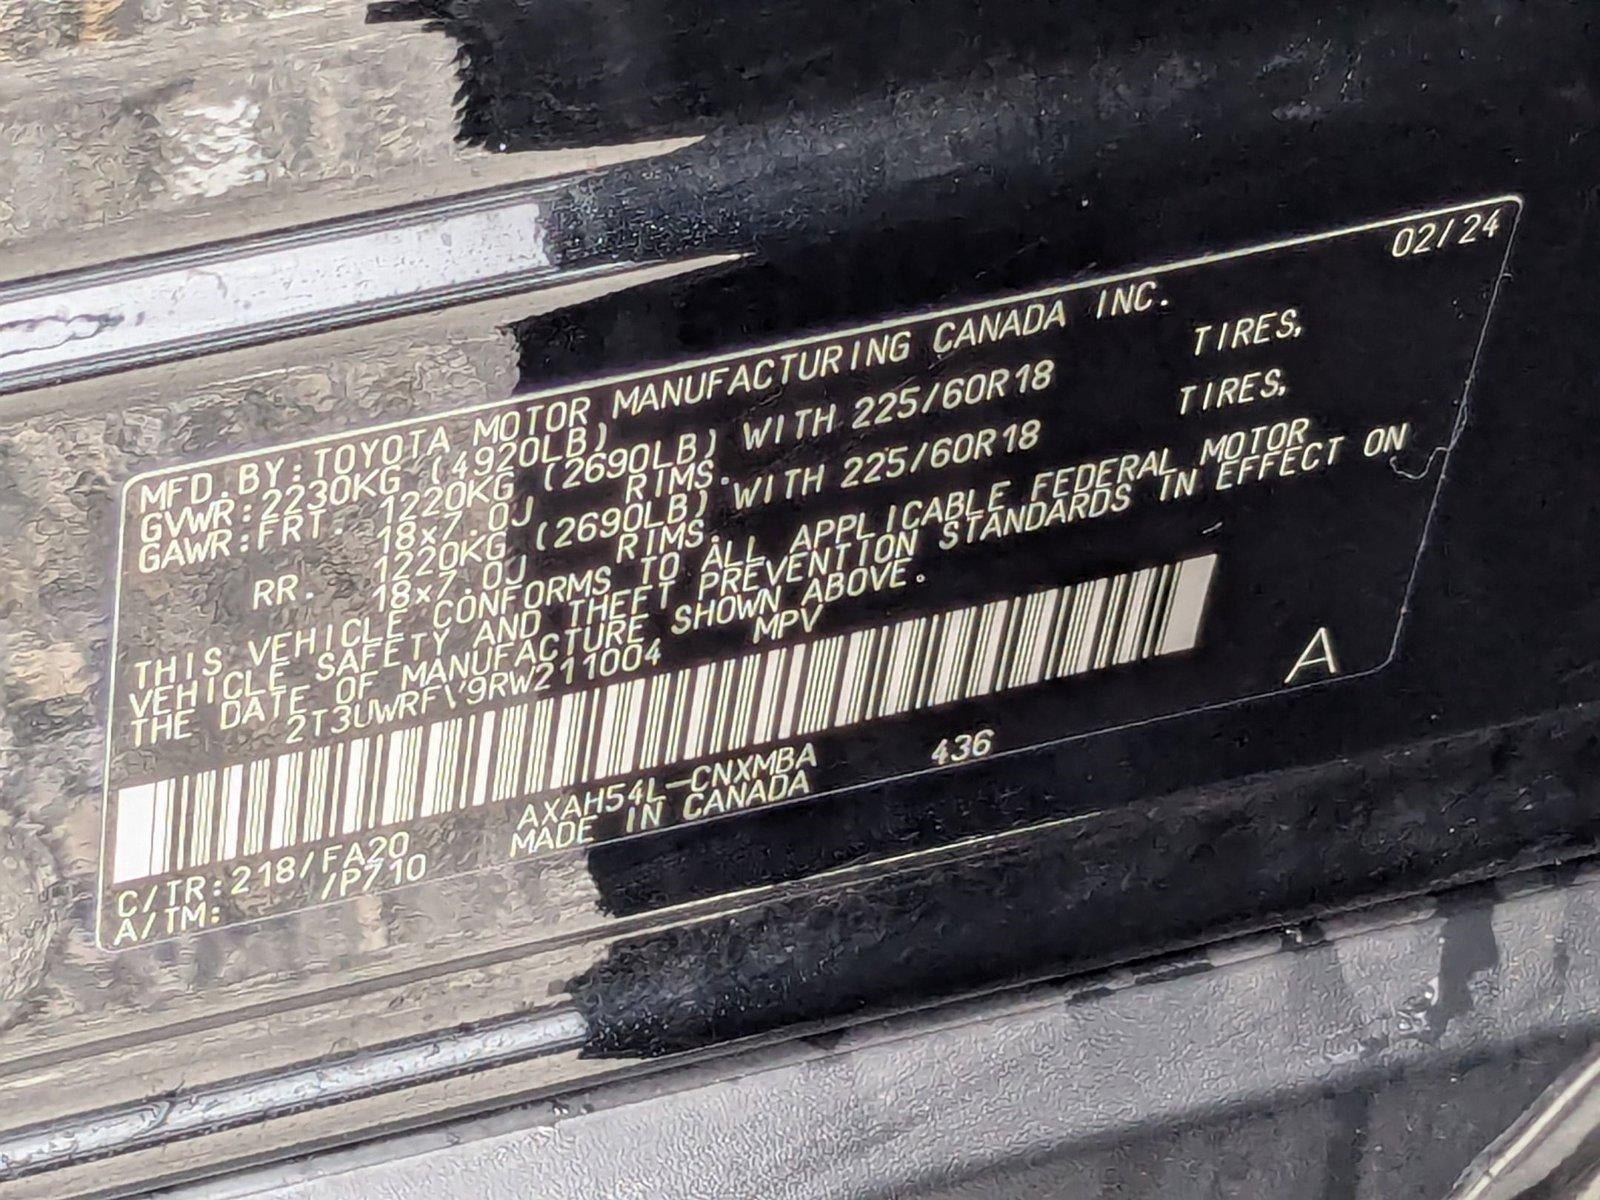 02/24
MFD.BY:TOYOTA MOTOR MANUFACTURING CANADA INC.
GVWR:2230KG (4920LB)
GAWR:FRT. 1220KG (2690LB) WITH 225/60R18 TIRES,
18x7.0J RIMS.
RR. 1220KG (2690LB) WITH 225/60R18 TIRES,
18x7.0J RIMS.
THIS VEHICLE CONFORMS TO ALL APPLICABLE FEDERAL MOTOR
VEHICLE SAFETY AND THEFT PREVENTION STANDARDS IN EFFECT ON
THE DATE OF MANUFACTURE SHOWN ABOVE.
2T3UWRFV9RW211004 MPV
A
C/TR:218/FA20 AXAH54L-CNXMBA 436
A/TM: /P710 MADE IN CANADA